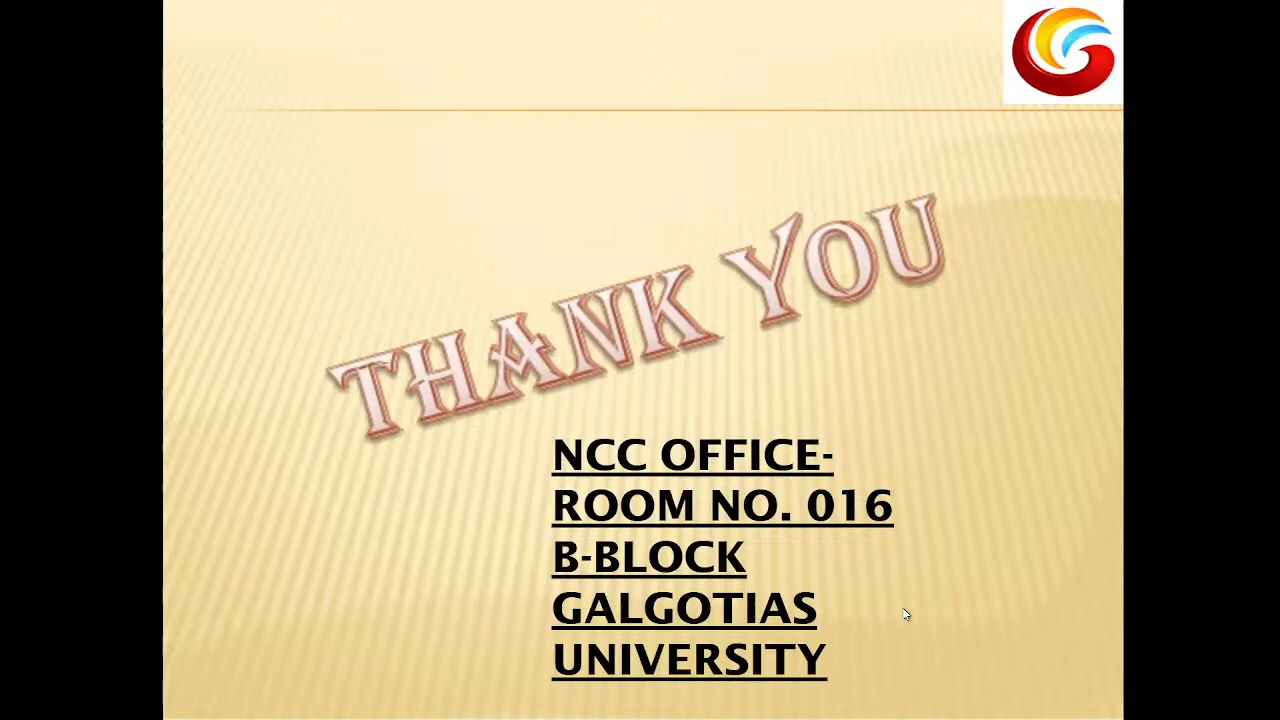 THANK YOU
NCC OFFICE-
ROOM NO. 016
B-BLOCK
GALGOTIAS
UNIVERSITY